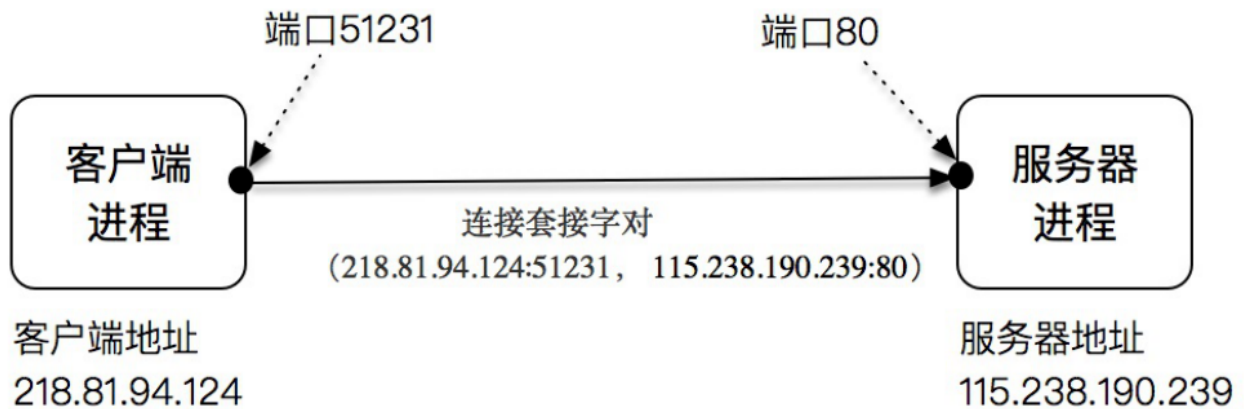 端口51231
端口80
客户端
进程
服务器
进程
连接套接字对
（218.81.94.124:51231， 115.238.190.239:80）
客户端地址
218.81.94.124
服务器地址
115.238.190.239